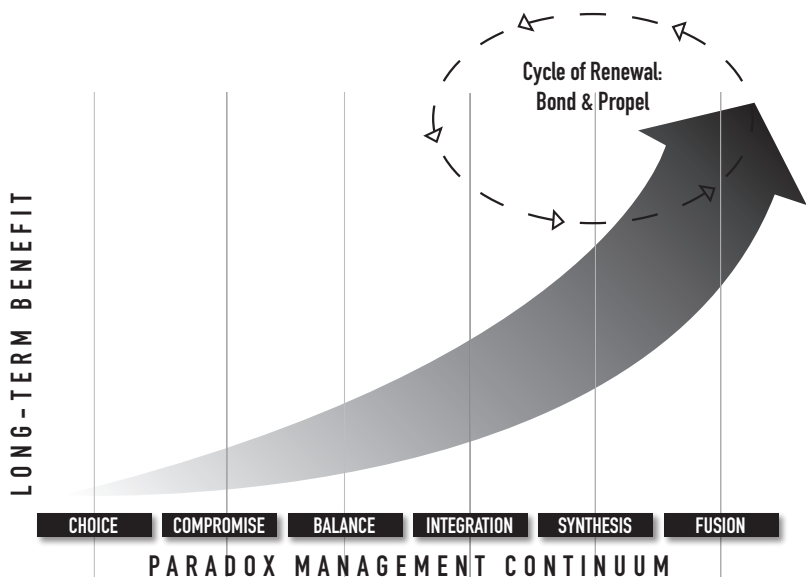 Cycle of Renewal:
Bond & Propel
LONG-TERM BENEFIT
CHOICE
COMPROMISE
BALANCE
INTEGRATION
SYNTHESIS
FUSION
PARADOX MANAGEMENT CONTINUUM